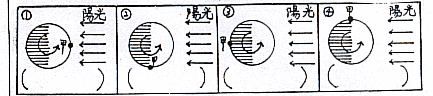 ① 陽光 甲
② 陽光 甲
③ 陽光 甲
④ 陽光 甲
( ) ( ) ( ) ( )